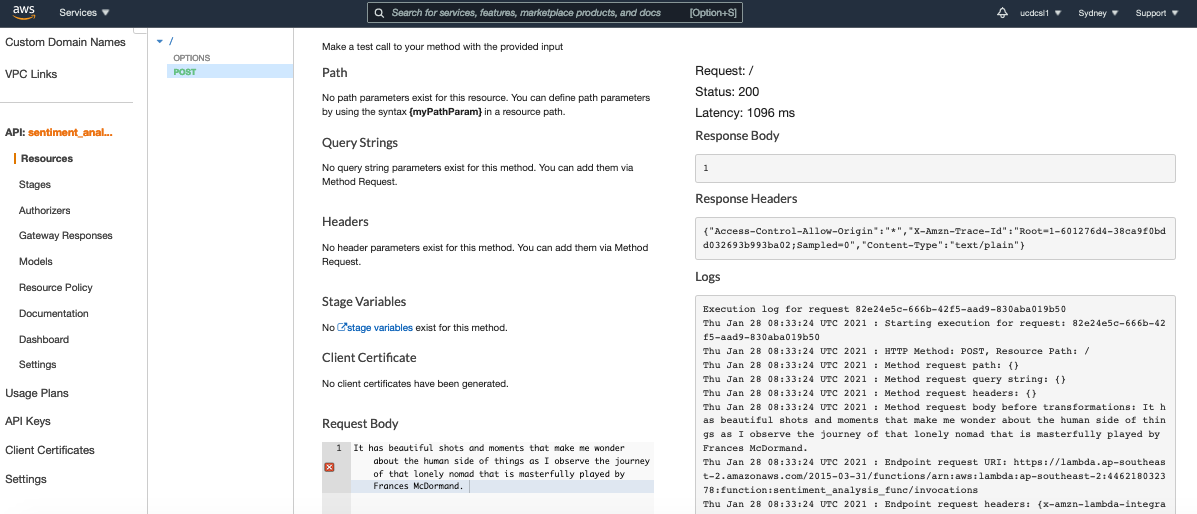 aws
Services
Search for services, features, marketplace products, and docs
[Option+S]
ucdcsl1
Sydney
Support
Custom Domain Names
VPC Links
API: sentiment_anal...
Resources
Stages
Authorizers
Gateway Responses
Models
Resource Policy
Documentation
Dashboard
Settings
Usage Plans
API Keys
Client Certificates
Settings
/
OPTIONS
POST
Make a test call to your method with the provided input
Path
No path parameters exist for this resource. You can define path parameters
by using the syntax {myPathParam} in a resource path.
Query Strings
No query string parameters exist for this method. You can add them via
Method Request.
Headers
No header parameters exist for this method. You can add them via Method
Request.
Stage Variables
No stage variables exist for this method.
Client Certificate
No client certificates have been generated.
Request Body
1 It has beautiful shots and moments that make me wonder
about the human side of things as I observe the journey
of that lonely nomad that is masterfully played by
Frances McDormand.
Request: /
Status: 200
Latency: 1096 ms
Response Body
1
Response Headers
{"Access-Control-Allow-Origin":"*","X-Amzn-Trace-Id":"Root=1-601276d4-38ca9f0bd
d032693b993ba02;Sampled=0","Content-Type":"text/plain"}
Logs
Execution log for request 82e24e5c-666b-42f5-aad9-830aba019b50
Thu Jan 28 08:33:24 UTC 2021 : Starting execution for request: 82e24e5c-666b-42
f5-aad9-830aba019b50
Thu Jan 28 08:33:24 UTC 2021 : HTTP Method: POST, Resource Path: /
Thu Jan 28 08:33:24 UTC 2021 : Method request path: {}
Thu Jan 28 08:33:24 UTC 2021 : Method request query string: {}
Thu Jan 28 08:33:24 UTC 2021 : Method request headers: {}
Thu Jan 28 08:33:24 UTC 2021 : Method request body before transformations: It h
as beautiful shots and moments that make me wonder about the human side of thin
gs as I observe the journey of that lonely nomad that is masterfully played by
Frances McDormand.
Thu Jan 28 08:33:24 UTC 2021 : Endpoint request URI: https://lambda.ap-southeas
t-2.amazonaws.com/2015-03-31/functions/arn:aws:lambda:ap-southeast-2:4462180323
78:function:sentiment_analysis_func/invocations
Thu Jan 28 08:33:24 UTC 2021 : Endpoint request headers: {x-amzn-lambda-integra